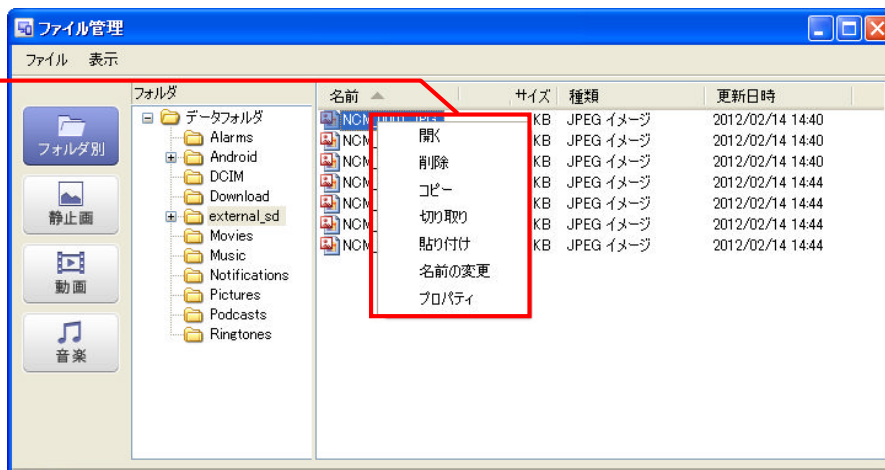 ファイル管理
ファイル 表示
フォルダ別
静止画
動画
音楽
フォルダ
データフォルダ
Alarms
Android
DCIM
Download
external_sd
Movies
Music
Notifications
Pictures
Podcasts
Ringtones
名前 サイズ 種類 更新日時
KB JPEG イメージ 2012/02/14 14:40
KB JPEG イメージ 2012/02/14 14:40
KB JPEG イメージ 2012/02/14 14:40
KB JPEG イメージ 2012/02/14 14:44
KB JPEG イメージ 2012/02/14 14:44
KB JPEG イメージ 2012/02/14 14:44
KB JPEG イメージ 2012/02/14 14:44
開く
削除
コピー
切り取り
貼り付け
名前の変更
プロパティ